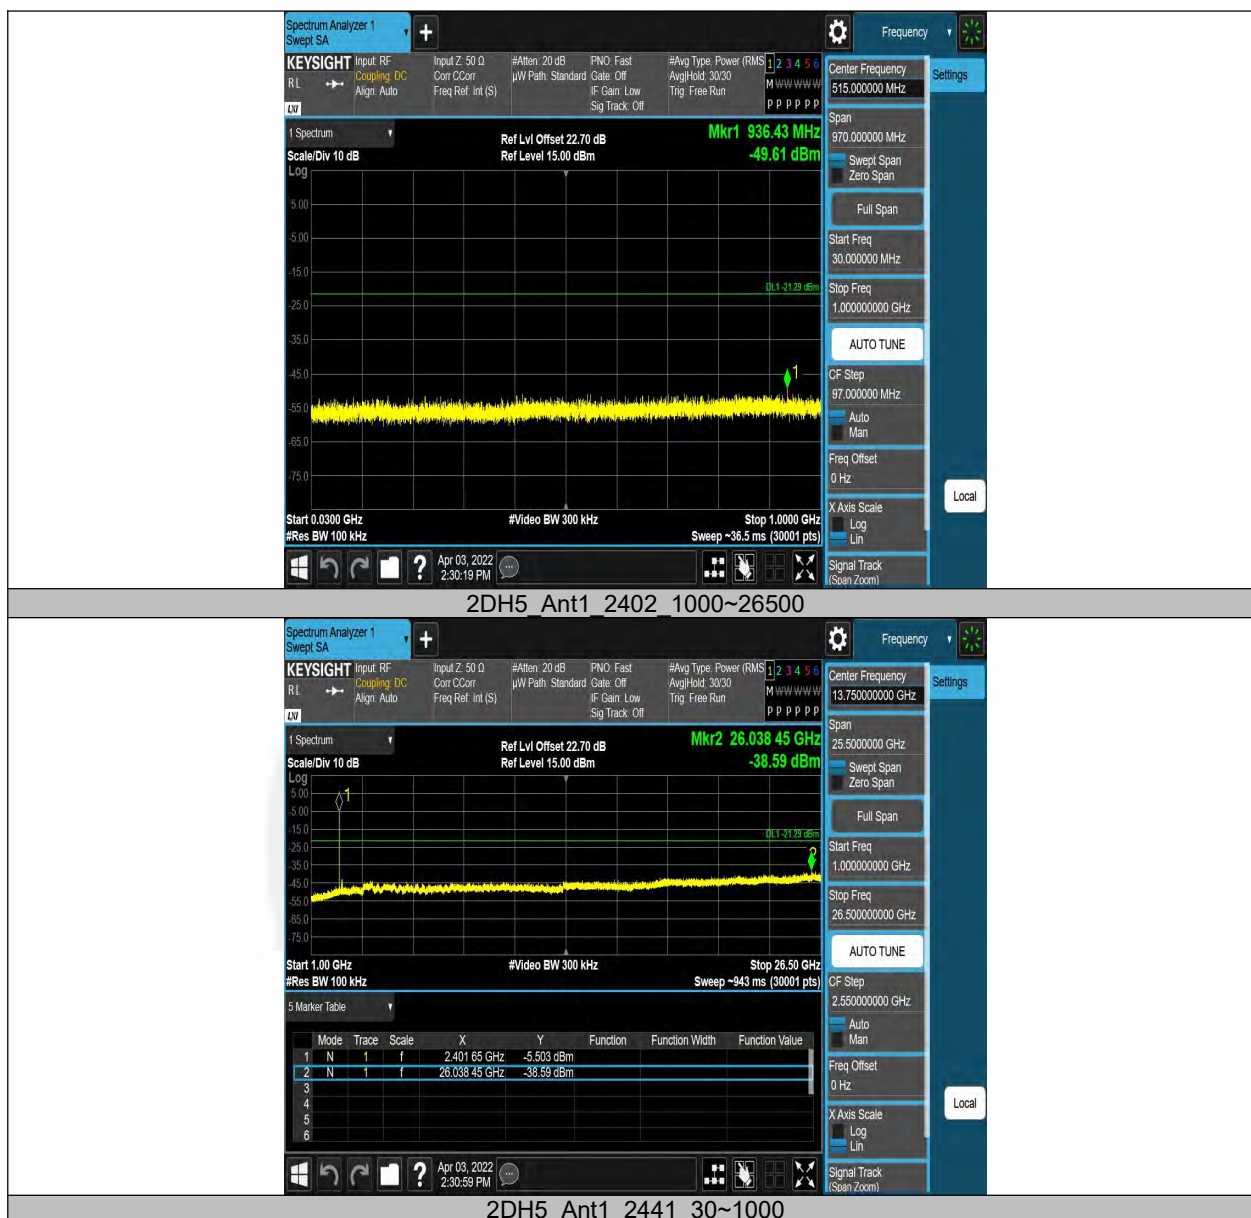 Spectrum Analyzer 1
Swept SA
+
Frequency
KEYSIGHT
RL
LXI
Input: RF
Coupling: DC
Align: Auto
Input Z: 50 Ω
Corr CCorr
Freq Ref: Int (S)
#Atten: 20 dB
µW Path: Standard
PNO: Fast
Gate: Off
IF Gain: Low
Sig Track: Off
#Avg Type: Power (RMS
Avg|Hold: 30/30
Trig: Free Run
1 2 3 4 5 6
M W W W W W
P P P P P P
Center Frequency
515.000000 MHz
Settings
1 Spectrum
Scale/Div 10 dB
Log
Ref Lvl Offset 22.70 dB
Ref Level 15.00 dBm
Mkr1 936.43 MHz
-49.61 dBm
5.00
-5.00
-15.0
-25.0
-35.0
-45.0
-55.0
-65.0
-75.0
DL1 -21.29 dBm
1
Start 0.0300 GHz
#Res BW 100 kHz
#Video BW 300 kHz
Stop 1.0000 GHz
Sweep ~36.5 ms (30001 pts)
Span
970.000000 MHz
Swept Span
Zero Span
Full Span
Start Freq
30.000000 MHz
Stop Freq
1.000000000 GHz
AUTO TUNE
CF Step
97.000000 MHz
Auto
Man
Freq Offset
0 Hz
X Axis Scale
Log
Lin
Signal Track
(Span Zoom)
Local
?
Apr 03, 2022
2:30:19 PM
2DH5_Ant1_2402_1000~26500
Spectrum Analyzer 1
Swept SA
+
Frequency
KEYSIGHT
RL
LXI
Input: RF
Coupling: DC
Align: Auto
Input Z: 50 Ω
Corr CCorr
Freq Ref: Int (S)
#Atten: 20 dB
µW Path: Standard
PNO: Fast
Gate: Off
IF Gain: Low
Sig Track: Off
#Avg Type: Power (RMS
Avg|Hold: 30/30
Trig: Free Run
1 2 3 4 5 6
M W W W W W
P P P P P P
Center Frequency
13.750000000 GHz
Settings
1 Spectrum
Scale/Div 10 dB
Log
Ref Lvl Offset 22.70 dB
Ref Level 15.00 dBm
Mkr2 26.038 45 GHz
-38.59 dBm
5.00
-5.00
-15.0
-25.0
-35.0
-45.0
-55.0
-65.0
-75.0
1
DL1 -21.29 dBm
2
Start 1.00 GHz
#Res BW 100 kHz
#Video BW 300 kHz
Stop 26.50 GHz
Sweep ~943 ms (30001 pts)
5 Marker Table
Mode Trace Scale X Y Function Function Width Function Value
1 N 1 f 2.401 65 GHz -5.503 dBm
2 N 1 f 26.038 45 GHz -38.59 dBm
3
4
5
6
Span
25.5000000 GHz
Swept Span
Zero Span
Full Span
Start Freq
1.000000000 GHz
Stop Freq
26.500000000 GHz
AUTO TUNE
CF Step
2.550000000 GHz
Auto
Man
Freq Offset
0 Hz
X Axis Scale
Log
Lin
Signal Track
(Span Zoom)
Local
?
Apr 03, 2022
2:30:59 PM
2DH5_Ant1_2441_30~1000